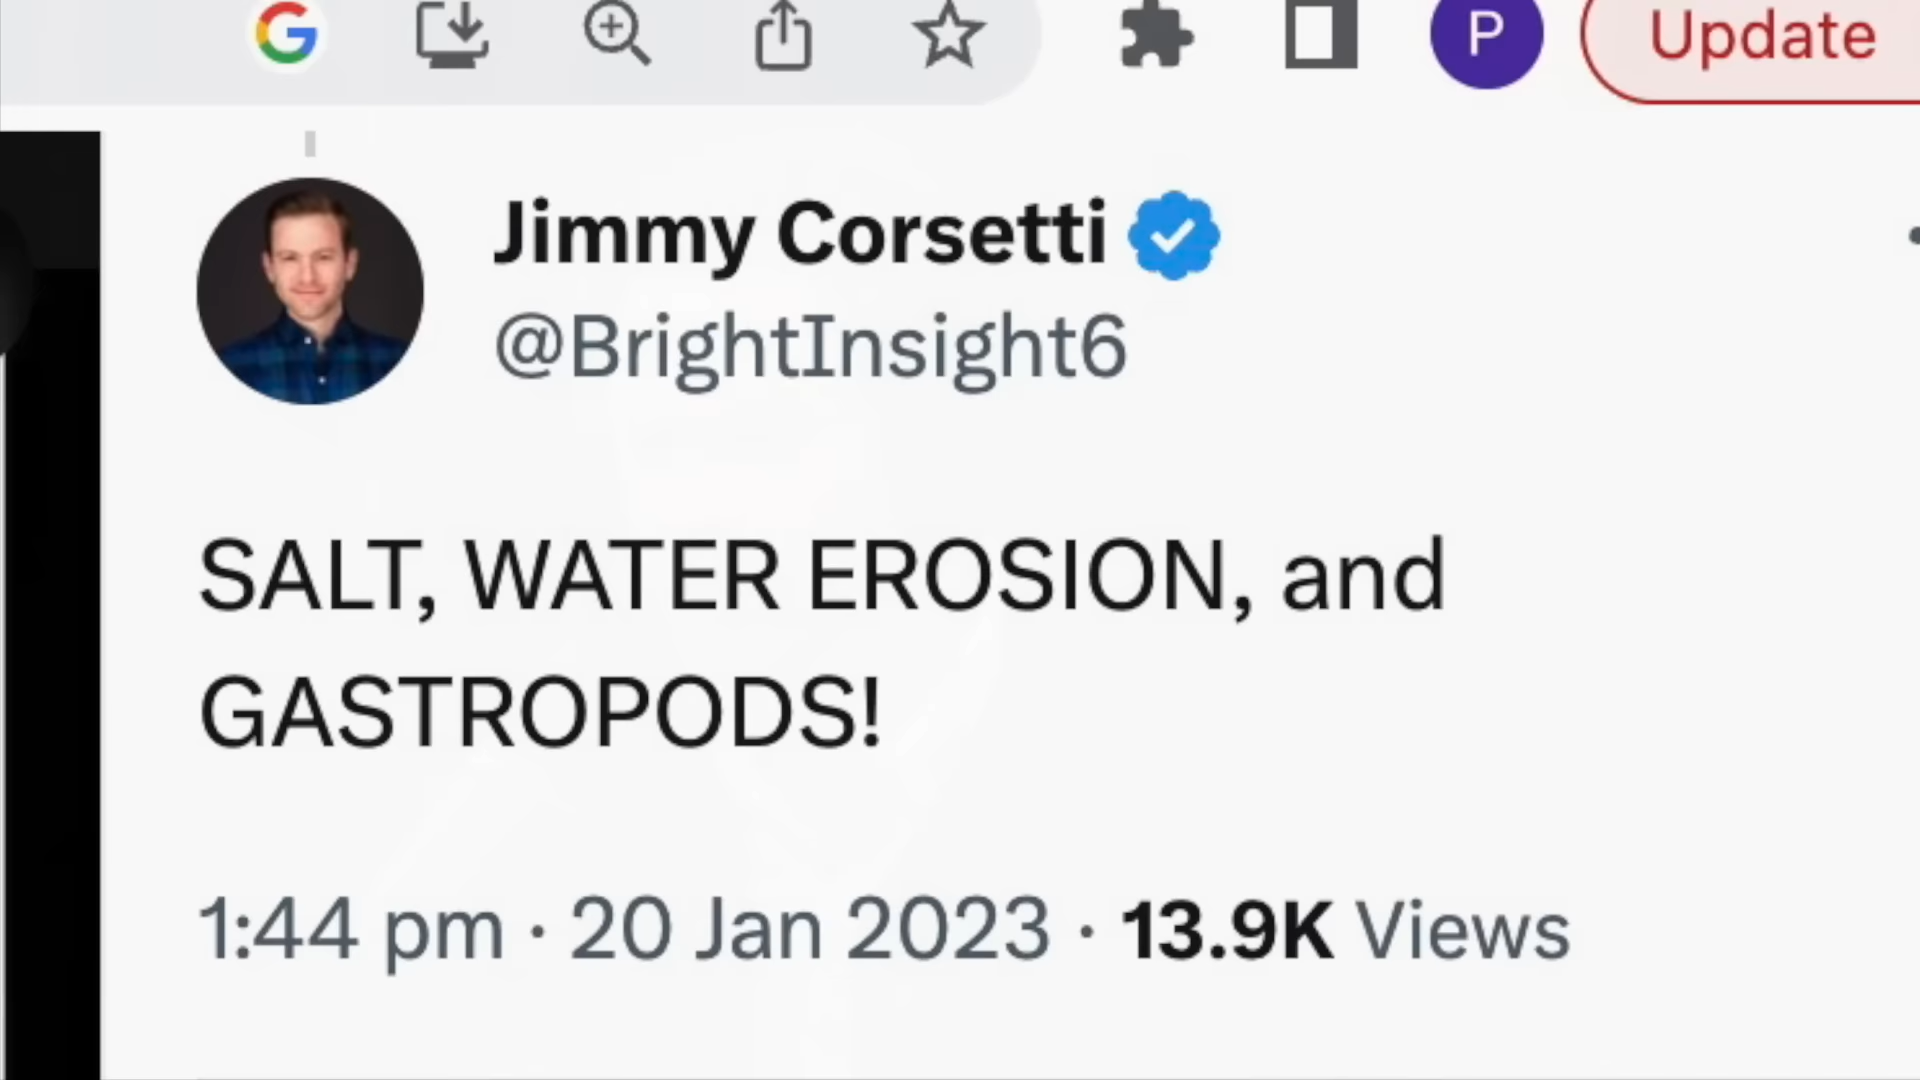 P
Update
Jimmy Corsetti
@BrightInsight6
SALT, WATER EROSION, and
GASTROPODS!
1:44 pm · 20 Jan 2023 · 13.9K Views